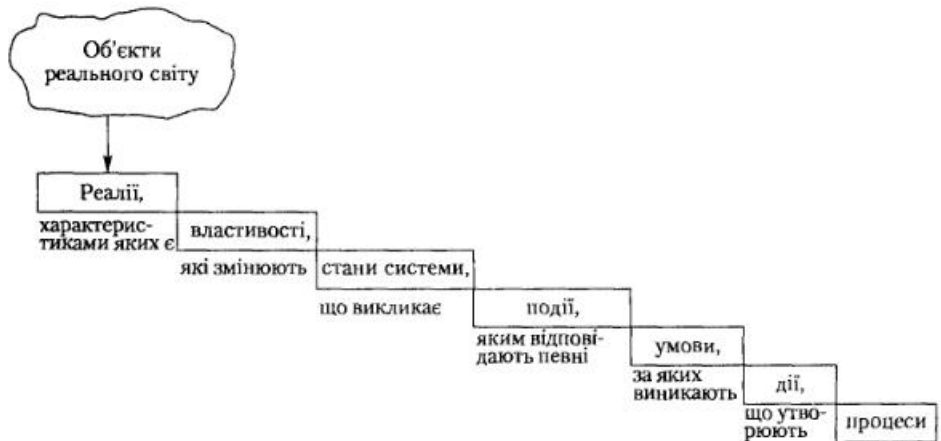 Об’єкти
реального світу
Реалії,
характерис-
тиками яких є
властивості,
які змінюють
стани системи,
що викликає
події,
яким відпові-
дають певні
умови,
за яких
виникають
дії,
що утво-
рюють
процеси